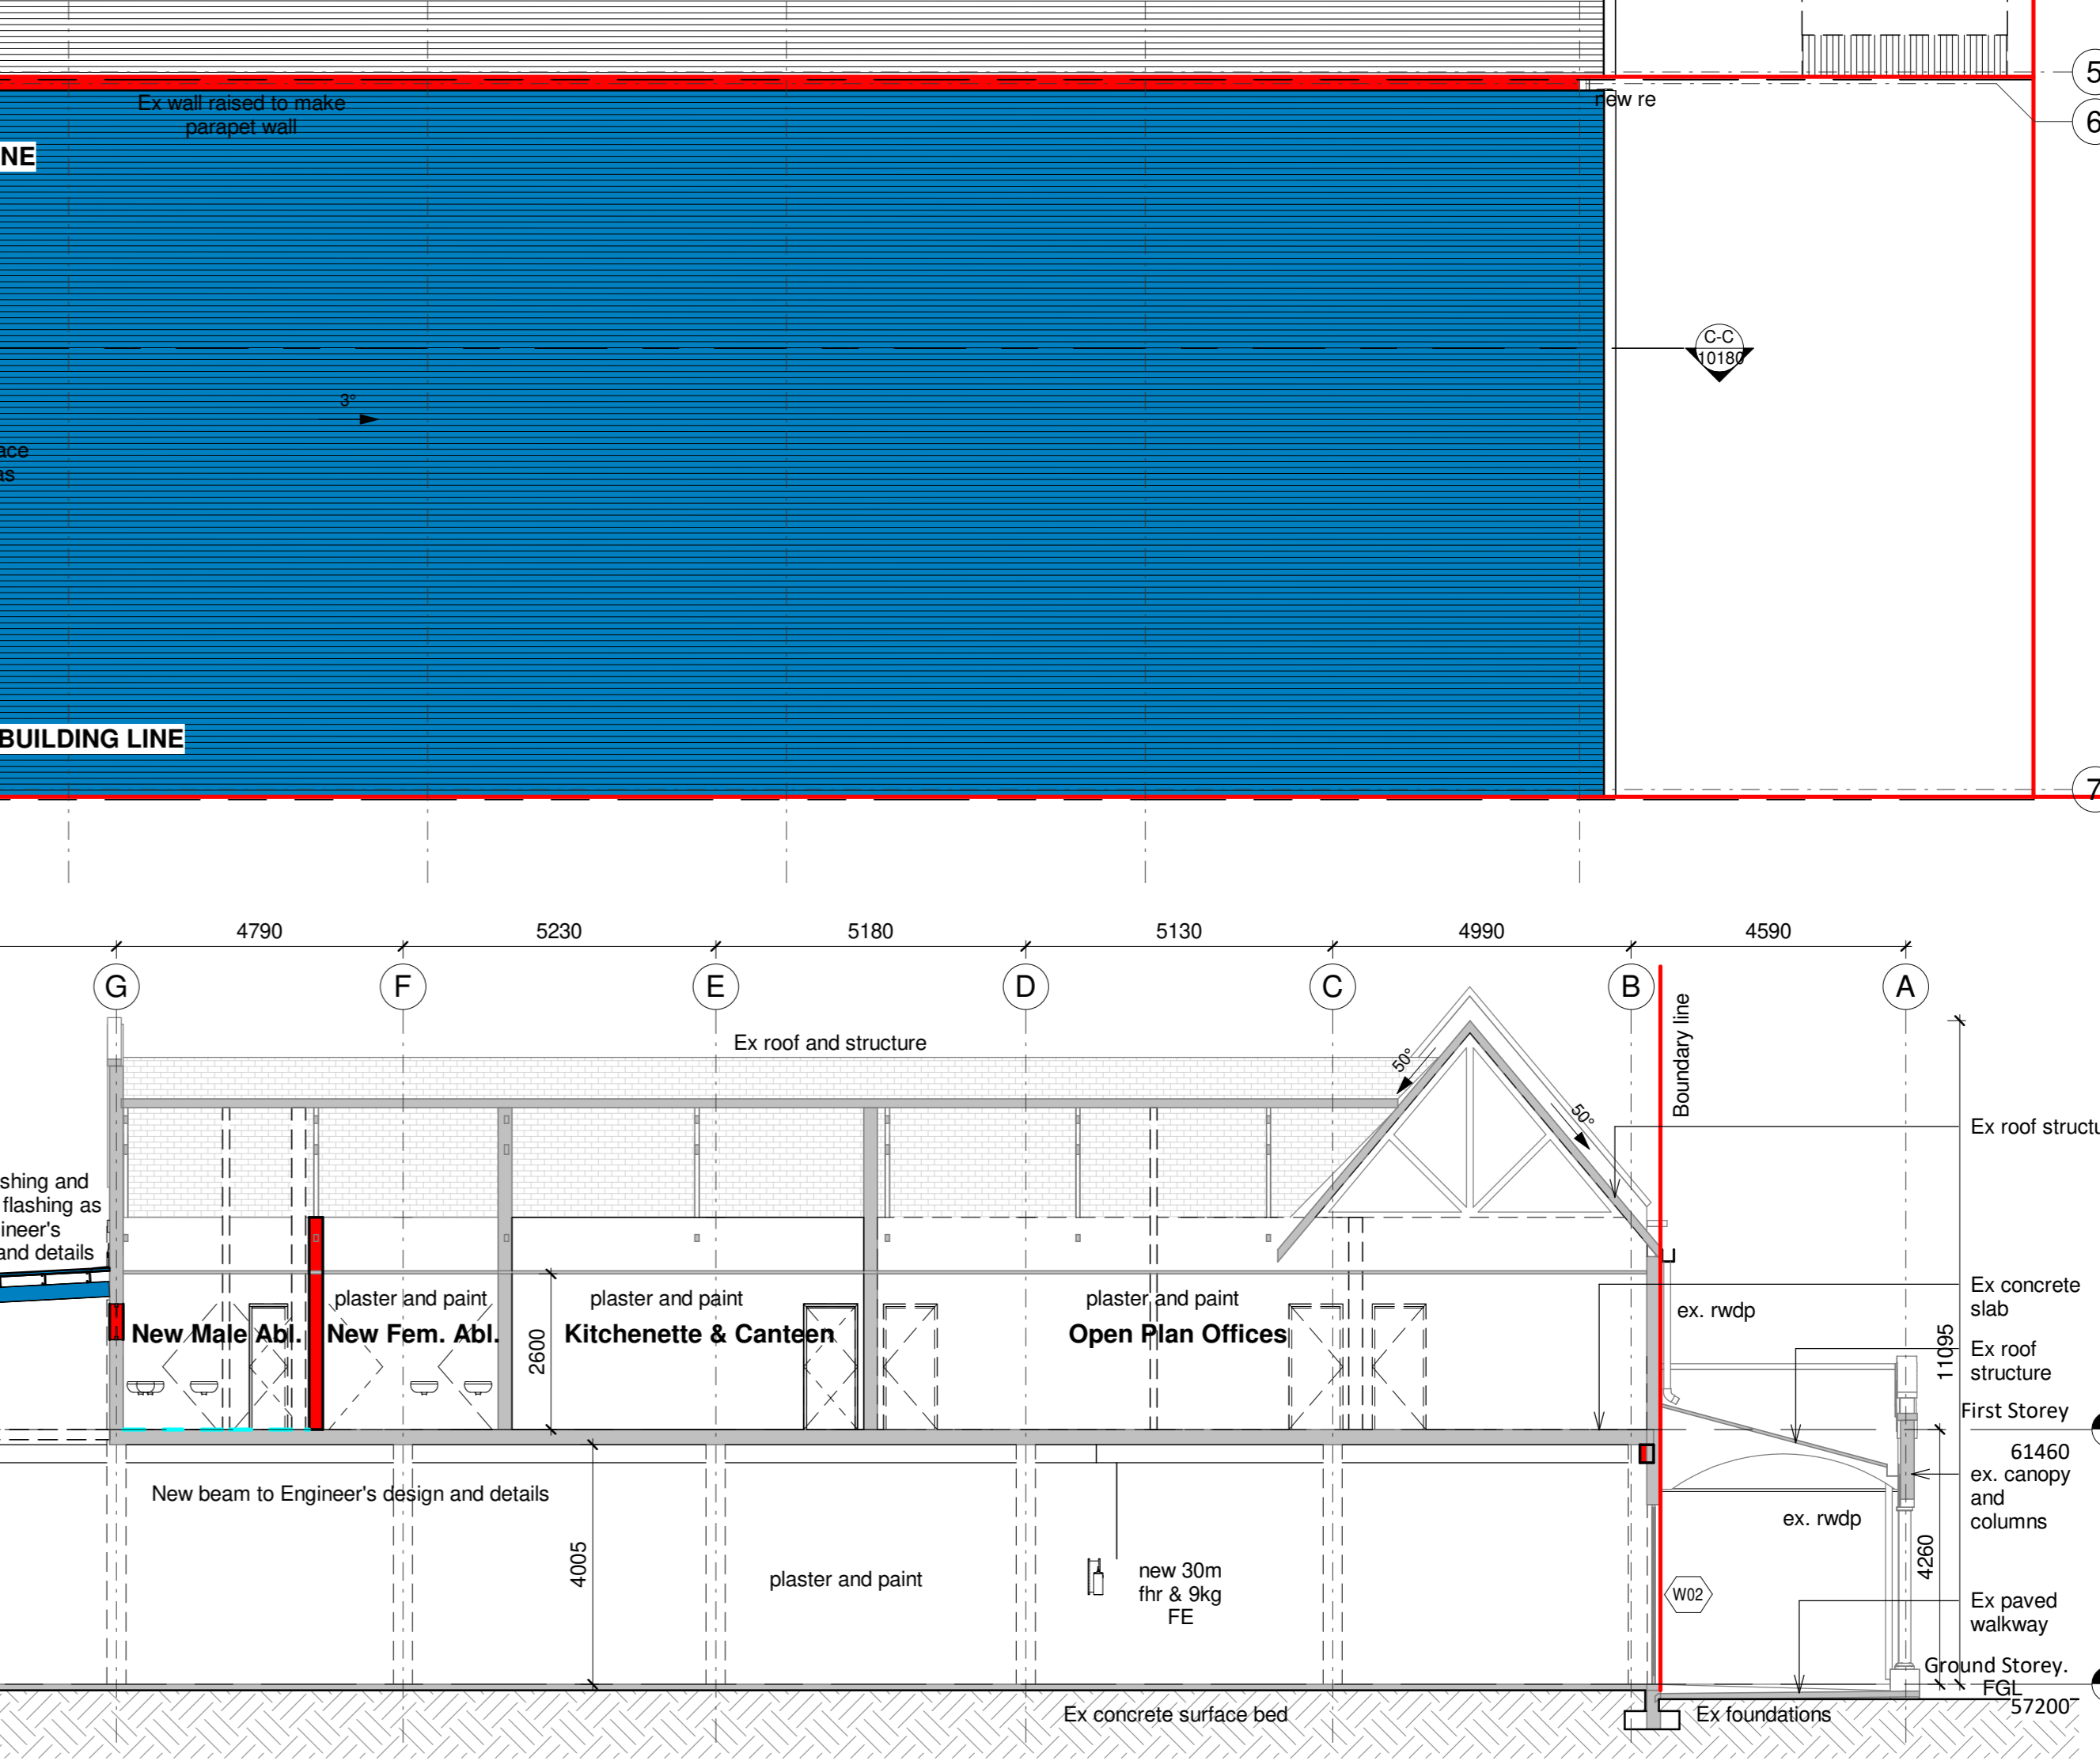 5
Ex wall raised to make
parapet wall
new re
6
NE
C-C
10180
3°
ace
as
BUILDING LINE
7
4790
5230
5180
5130
4990
4590
G
F
E
D
C
B
A
Ex roof and structure
50°
50°
Boundary line
Ex roof structu
shing and
flashing as
ineer's
and details
plaster and paint
plaster and paint
plaster and paint
New Male Abl.
New Fem. Abl.
Kitchenette & Canteen
Open Plan Offices
2600
ex. rwdp
Ex concrete
slab
11095
Ex roof
structure
First Storey
61460
ex. canopy
and
columns
New beam to Engineer's design and details
4005
plaster and paint
new 30m
fhr & 9kg
FE
ex. rwdp
4260
W02
Ex paved
walkway
Ground Storey.
FGL
57200
Ex concrete surface bed
Ex foundations